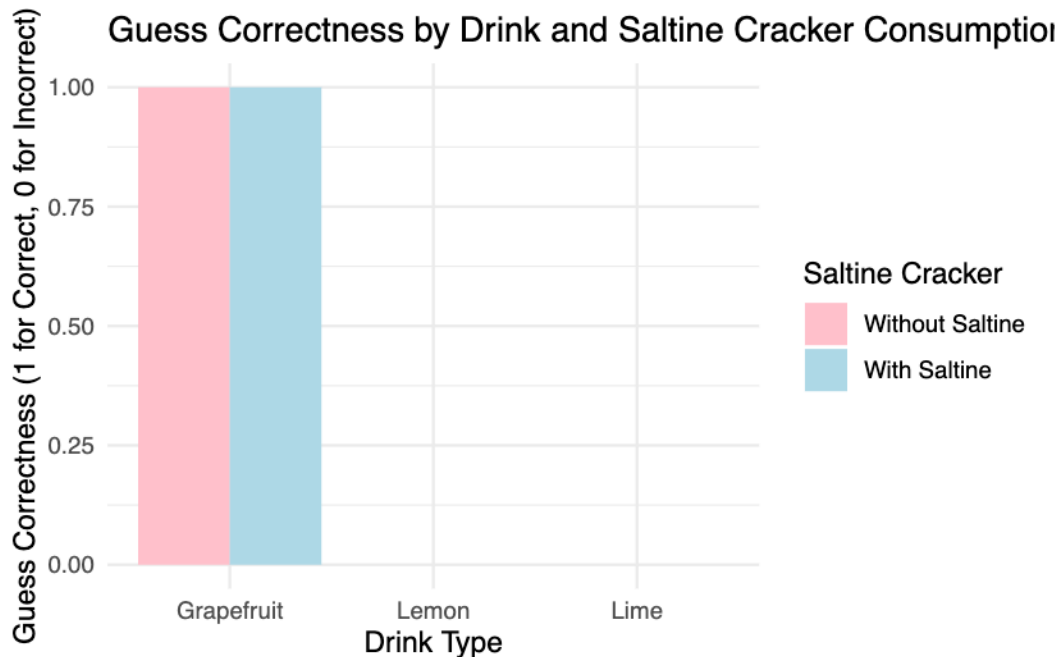 Guess Correctness by Drink and Saltine Cracker Consumption
Guess Correctness (1 for Correct, 0 for Incorrect)
1.00
0.75
0.50
0.25
0.00
Grapefruit Lemon Lime
Drink Type
Saltine Cracker
Without Saltine
With Saltine